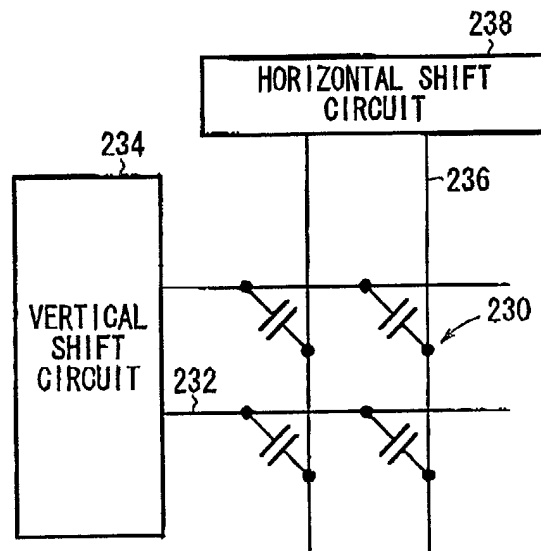 238
HORIZONTAL SHIFT
CIRCUIT
234
236
VERTICAL
SHIFT
CIRCUIT
230
232